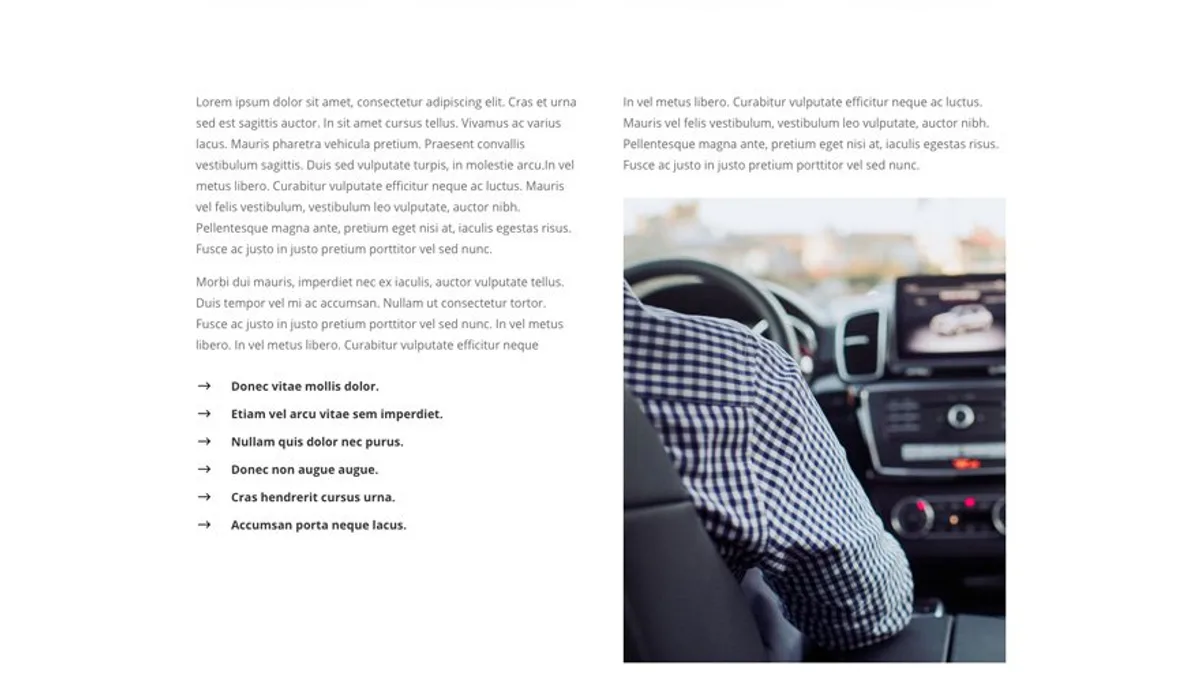 Lorem ipsum dolor sit amet, consectetur adipiscing elit. Cras et urna
sed est sagittis auctor. In sit amet cursus tellus. Vivamus ac varius
lacus. Mauris pharetra vehicula pretium. Praesent convallis
vestibulum sagittis. Duis sed vulputate turpis, in molestie arcu.In vel
metus libero. Curabitur vulputate efficitur neque ac luctus. Mauris
vel felis vestibulum, vestibulum leo vulputate, auctor nibh.
Pellentesque magna ante, pretium eget nisi at, iaculis egestas risus.
Fusce ac justo in justo pretium porttitor vel sed nunc.
Morbi dui mauris, imperdiet nec ex iaculis, auctor vulputate tellus.
Duis tempor vel mi ac accumsan. Nullam ut consectetur tortor.
Fusce ac justo in justo pretium porttitor vel sed nunc. In vel metus
libero. In vel metus libero. Curabitur vulputate efficitur neque
→ Donec vitae mollis dolor.
→ Etiam vel arcu vitae sem imperdiet.
→ Nullam quis dolor nec purus.
→ Donec non augue augue.
→ Cras hendrerit cursus urna.
→ Accumsan porta neque lacus.
In vel metus libero. Curabitur vulputate efficitur neque ac luctus.
Mauris vel felis vestibulum, vestibulum leo vulputate, auctor nibh.
Pellentesque magna ante, pretium eget nisi at, iaculis egestas risus.
Fusce ac justo in justo pretium porttitor vel sed nunc.